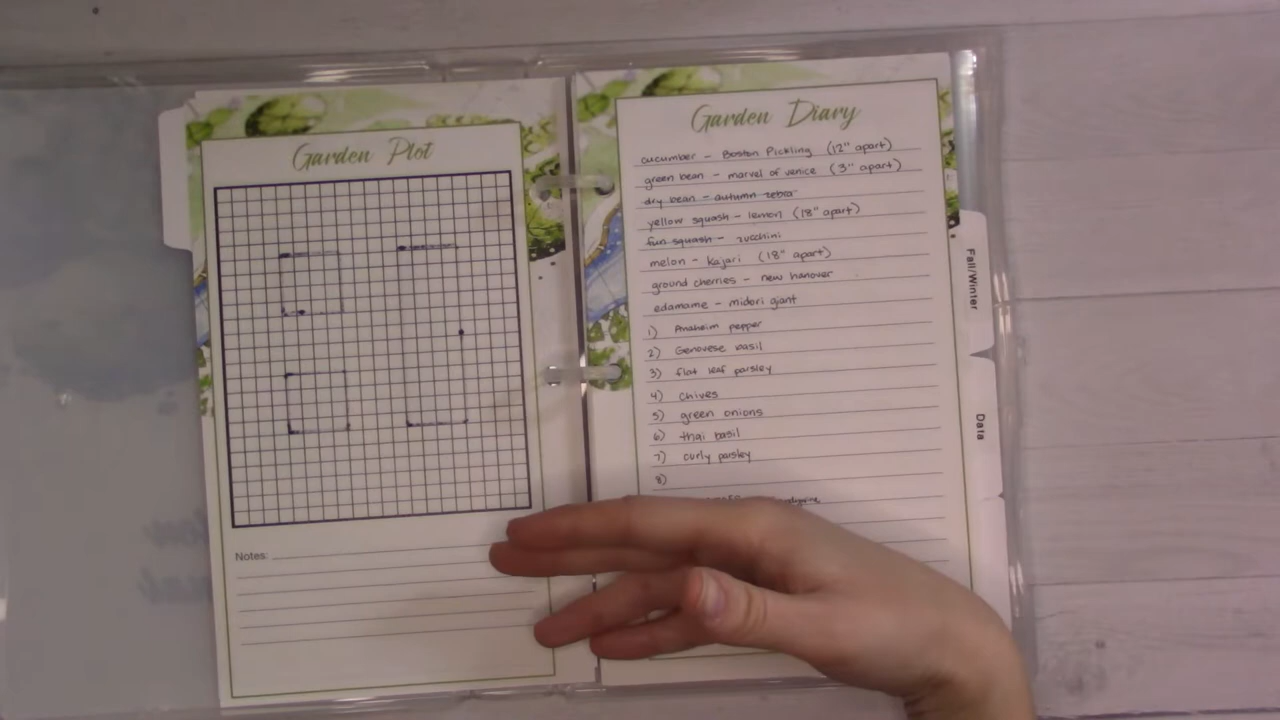 Garden Plot
Notes:
Garden Diary
cucumber - Boston Pickling (12" apart)
green bean - marvel of venice (3" apart)
dry bean - autumn zebra
yellow squash - lemon (18" apart)
fun squash - zucchini
melon - Kajari (18" apart)
ground cherries - new hanover
edamame - midori giant
1) Anaheim pepper
2) Genovese basil
3) flat leaf parsley
4) chives
5) green onions
6) thai basil
7) curly parsley
8)
Fall/Winter
Data